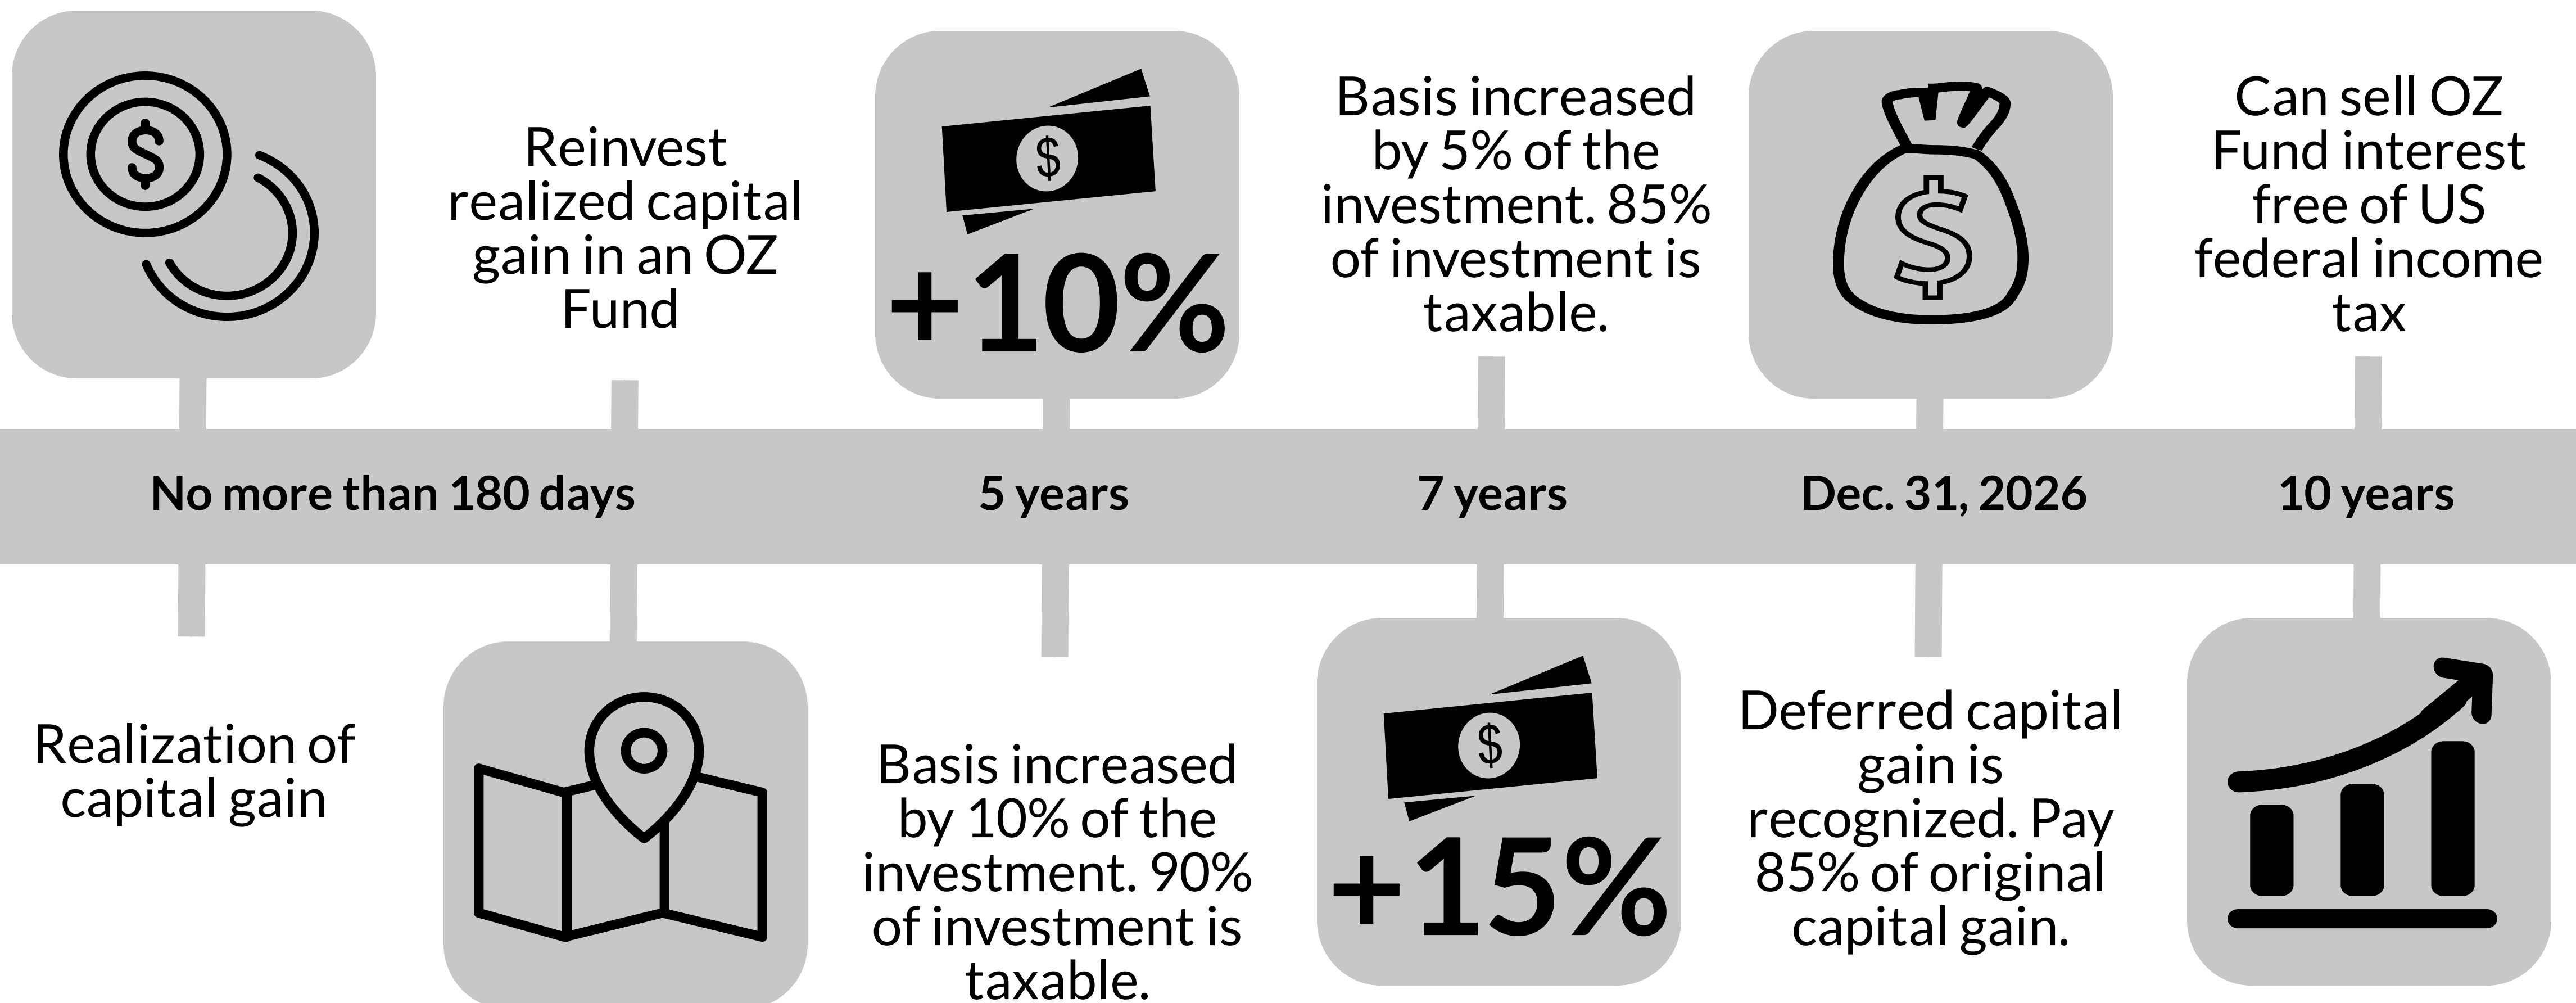 $
Realization of
capital gain
No more than 180 days
Reinvest
realized capital
gain in an OZ
Fund
$
+10%
5 years
Basis increased
by 10% of the
investment. 90%
of investment is
taxable.
Basis increased
by 5% of the
investment. 85%
of investment is
taxable.
7 years
$
+15%
$
Dec. 31, 2026
Deferred capital
gain is
recognized. Pay
85% of original
capital gain.
Can sell OZ
Fund interest
free of US
federal income
tax
10 years